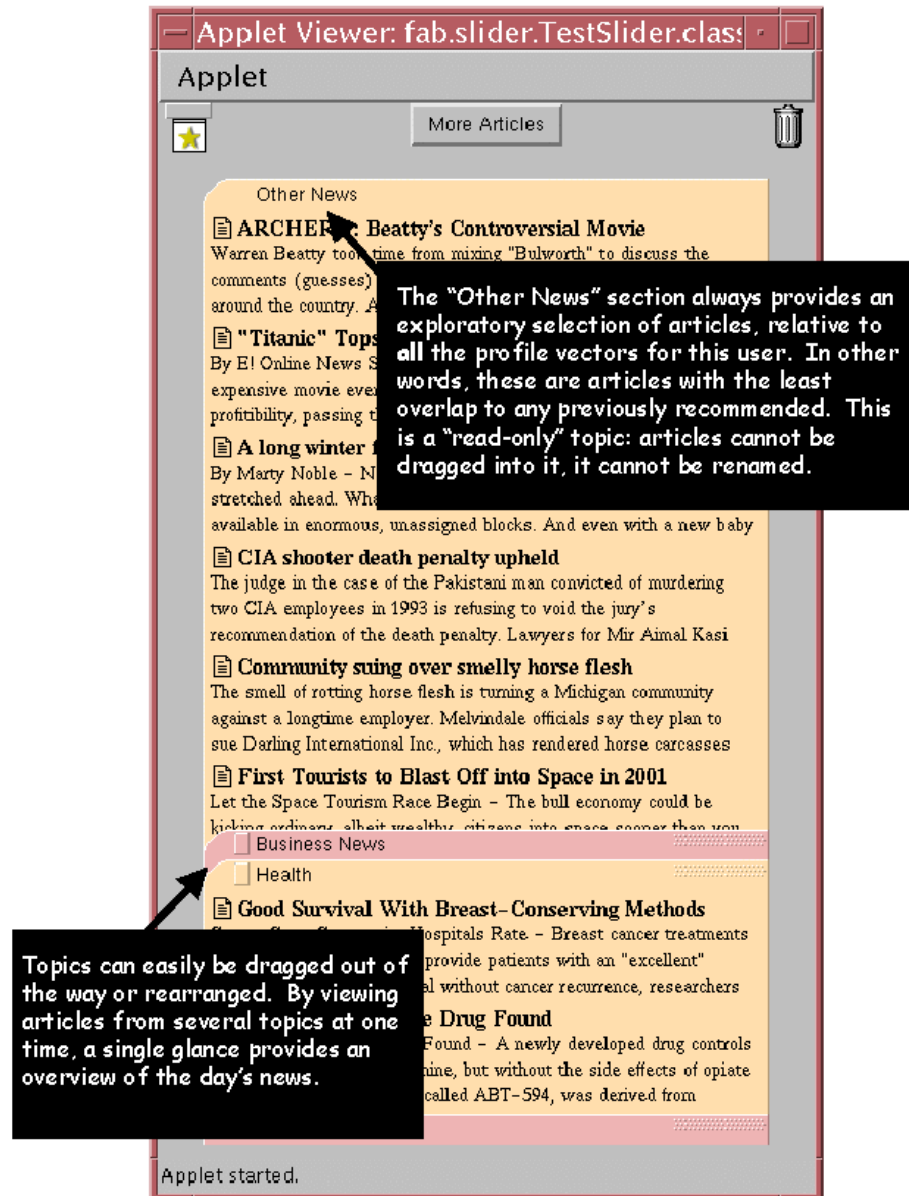 Applet Viewer: fab.slider.TestSlider.clas
Applet
More Articles
Other News
ARCHER : Beatty's Controversial Movie
Warren Beatty took time from mixing "Bulworth" to discuss the
comments (guesses)
around the country. A
The “Other News” section always provides an
exploratory selection of articles, relative to
all the profile vectors for this user. In other
words, these are articles with the least
overlap to any previously recommended. This
is a “read-only” topic: articles cannot be
dragged into it, it cannot be renamed.
"Titanic" Tops
By E! Online News S
expensive movie ever
profitibility, passing
A long winter
By Marty Noble - N
stretched ahead.
available in enormous, unassigned blocks. And even with a new baby
CIA shooter death penalty upheld
The judge in the case of the Pakistani man convicted of murdering
two CIA employees in 1993 is refusing to void the jury's
recommendation of the death penalty. Lawyers for Mir Aimal Kasi
Community suing over smelly horse flesh
The smell of rotting horse flesh is turning a Michigan community
against a longtime employer. Melvindale officials say they plan to
sue Darling International Inc., which has rendered horse carcasses
First Tourists to Blast Off into Space in 2001
Let the Space Tourism Race Begin - The bull economy could be
kicking ordinary, albeit wealthy, citizens into space sooner than you
Business News
Health
Good Survival With Breast-Conserving Methods
Hospitals Rate - Breast cancer treatments
provide patients with an "excellent"
al without cancer recurrence, researchers
e Drug Found
Found - A newly developed drug controls
ine, but without the side effects of opiate
called ABT-594, was derived from
Topics can easily be dragged out of
the way or rearranged. By viewing
articles from several topics at one
time, a single glance provides an
overview of the day's news.
Applet started.